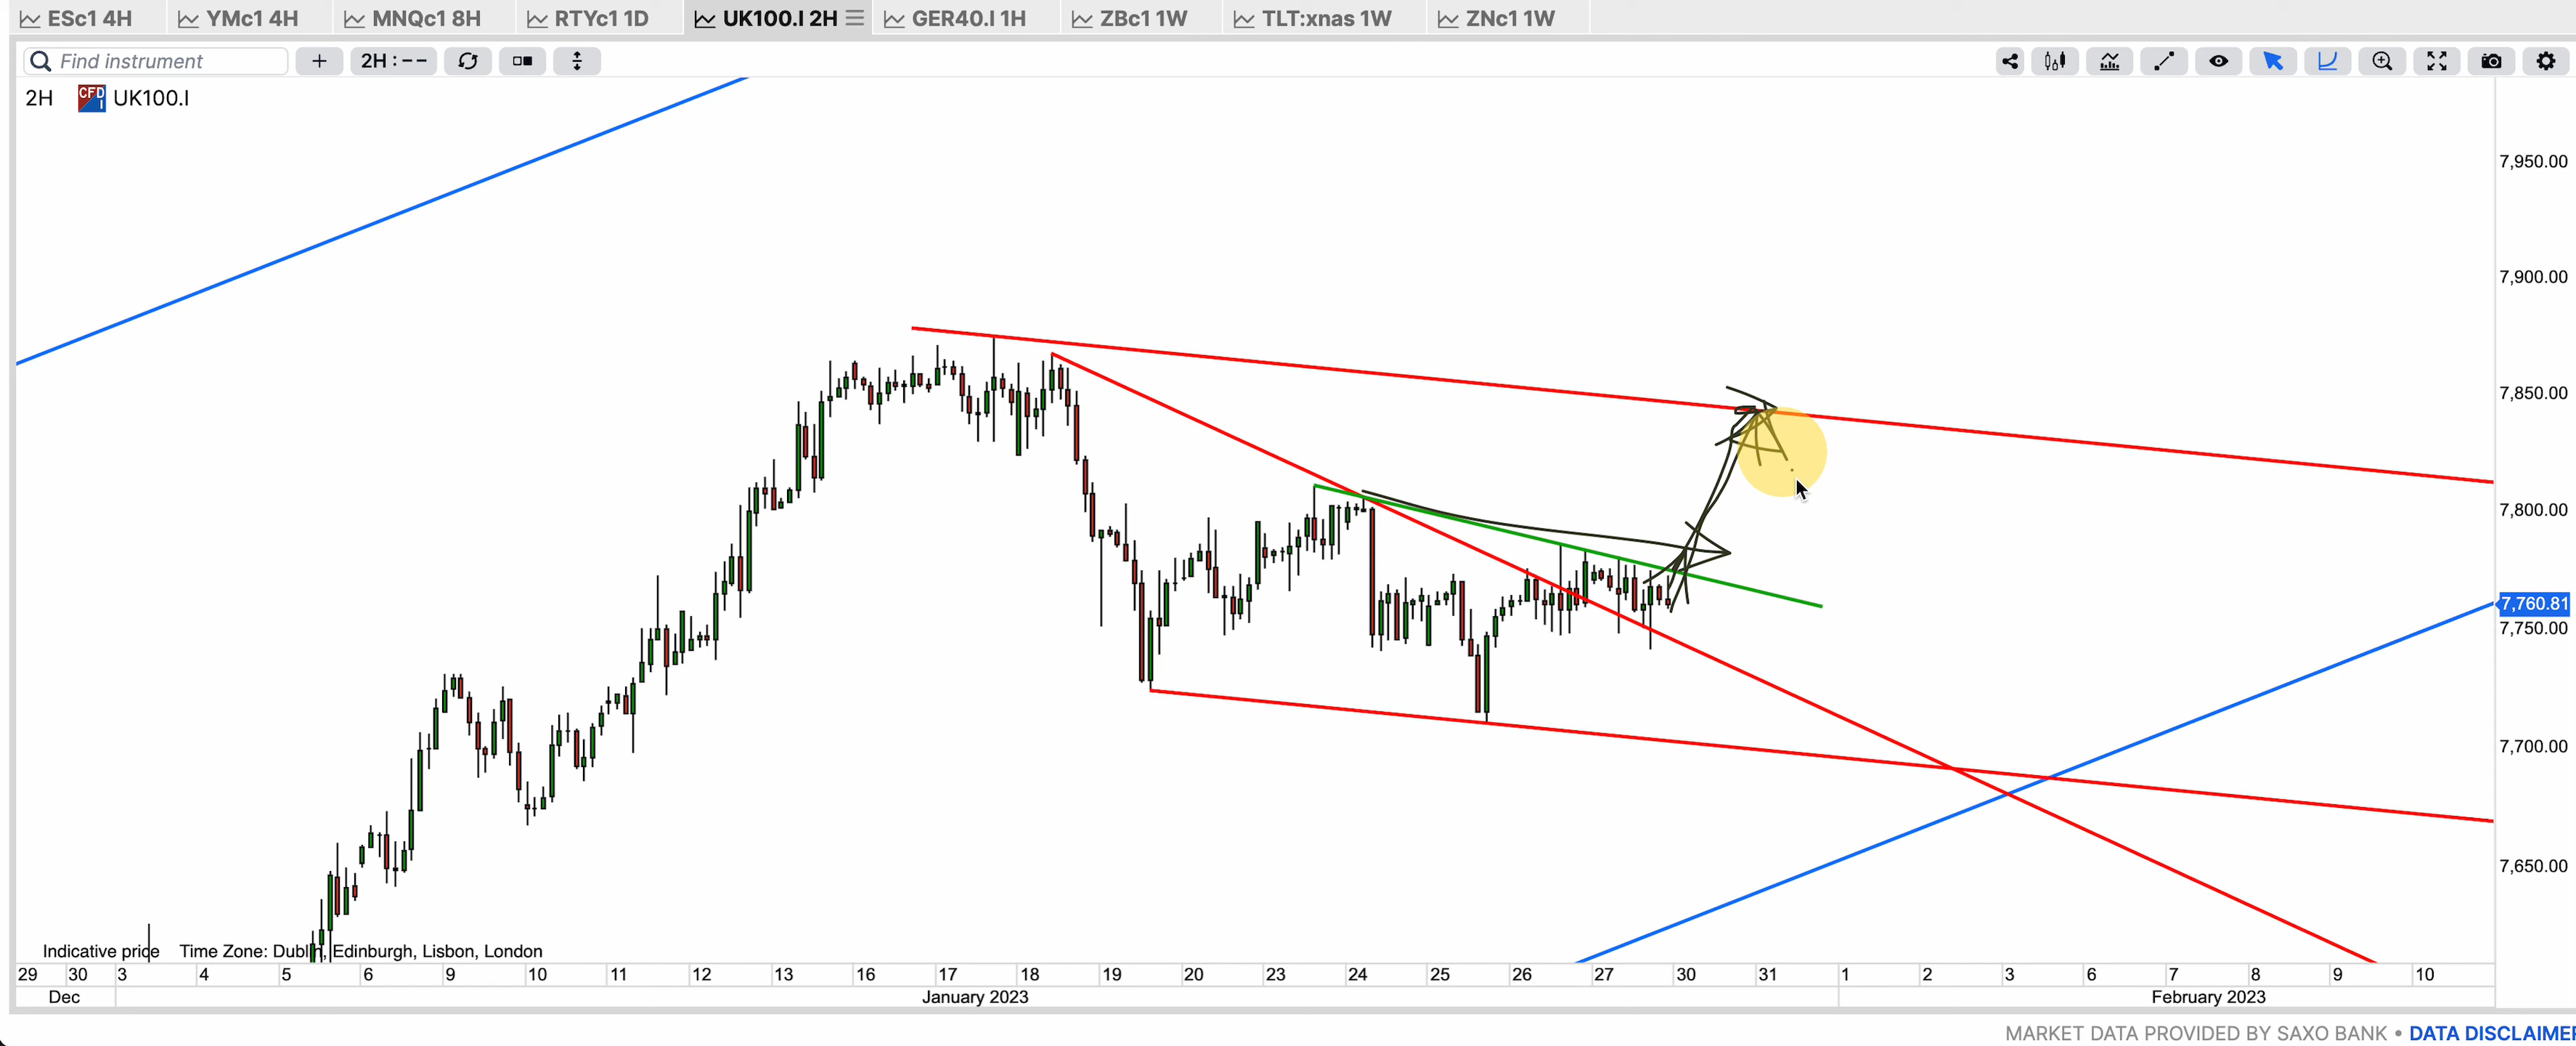 ESc1 4H YMc1 4H MNQc1 8H RTYc1 1D UK100.I 2H GER40.I 1H ZBc1 1W TLT:xnas 1W ZNc1 1W
Find instrument + 2H : --
2H CFD I UK100.I
7,950.00
7,900.00
7,850.00
7,800.00
7,760.81
7,750.00
7,700.00
7,650.00
Indicative price Time Zone: Dublin, Edinburgh, Lisbon, London
29 30 3 4 5 6 9 10 11 12 13 16 17 18 19 20 23 24 25 26 27 30 31 1 2 3 6 7 8 9 10
Dec January 2023 February 2023
MARKET DATA PROVIDED BY SAXO BANK • DATA DISCLAIMER